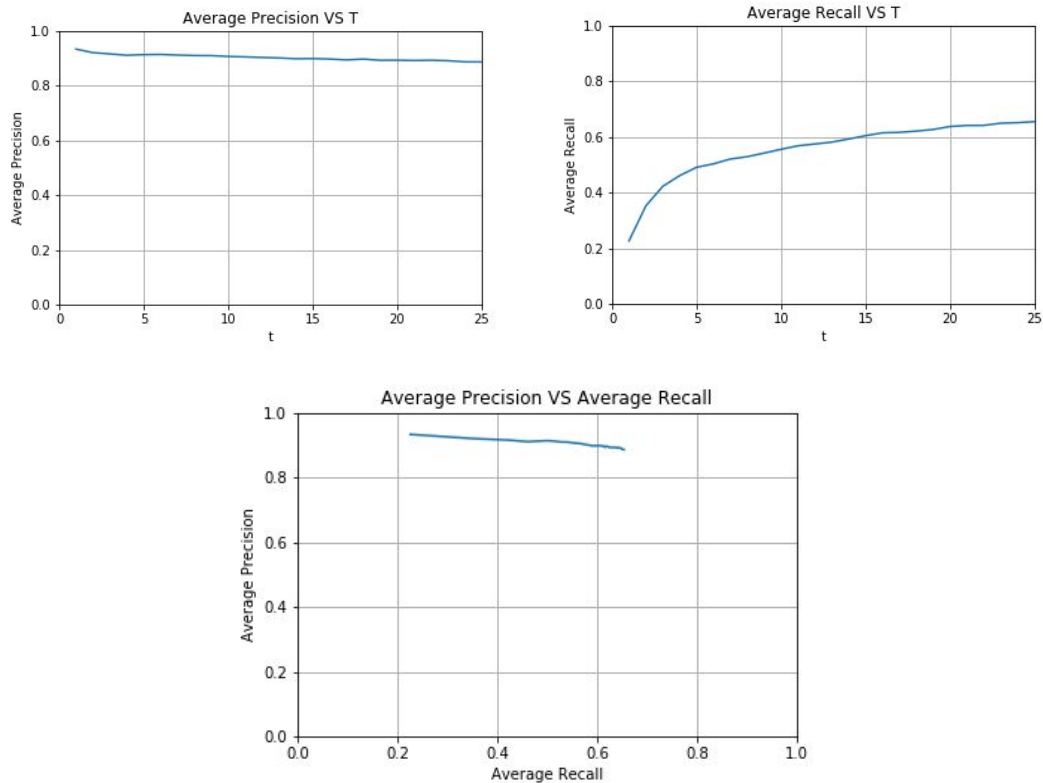 Average Precision VS T
1.0
0.8
0.6
0.4
0.2
0.0
Average Precision
0 5 10 15 20 25
t
Average Recall VS T
1.0
0.8
0.6
0.4
0.2
0.0
Average Recall
0 5 10 15 20 25
t
Average Precision VS Average Recall
1.0
0.8
0.6
0.4
0.2
0.0
Average Precision
0.0 0.2 0.4 0.6 0.8 1.0
Average Recall